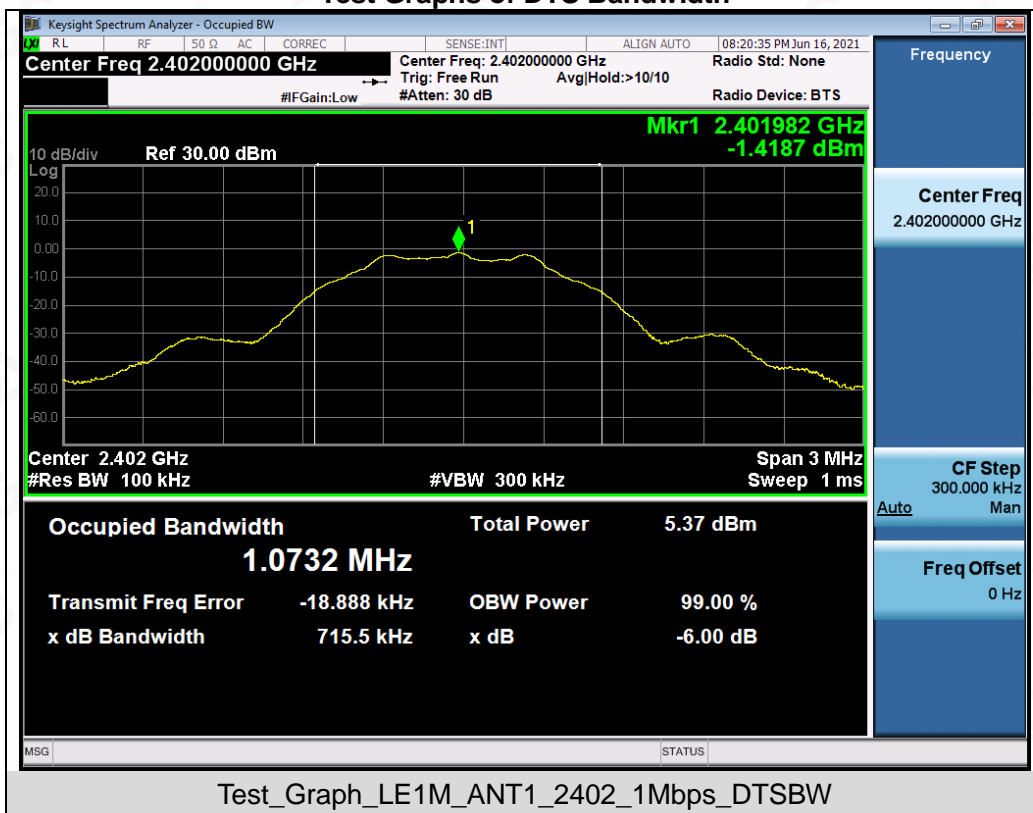 Test Graphs of DTS Bandwidth
Keysight Spectrum Analyzer - Occupied BW
LXI RL RF 50 Ω AC CORREC SENSE:INT ALIGN AUTO 08:20:35 PM Jun 16, 2021
Center Freq 2.402000000 GHz
Center Freq: 2.402000000 GHz
Radio Std: None
Trig: Free Run Avg|Hold:>10/10
#IFGain:Low #Atten: 30 dB Radio Device: BTS
Frequency
Mkr1 2.401982 GHz
-1.4187 dBm
10 dB/div Ref 30.00 dBm
Log
20.0
10.0
0.00
-10.0
-20.0
-30.0
-40.0
-50.0
-60.0
1
Center 2.402 GHz Span 3 MHz
#Res BW 100 kHz #VBW 300 kHz Sweep 1 ms
Center Freq
2.402000000 GHz
CF Step
300.000 kHz
Auto Man
Freq Offset
0 Hz
Occupied Bandwidth Total Power 5.37 dBm
1.0732 MHz
Transmit Freq Error -18.888 kHz OBW Power 99.00 %
x dB Bandwidth 715.5 kHz x dB -6.00 dB
MSG STATUS
Test_Graph_LE1M_ANT1_2402_1Mbps_DTSBW